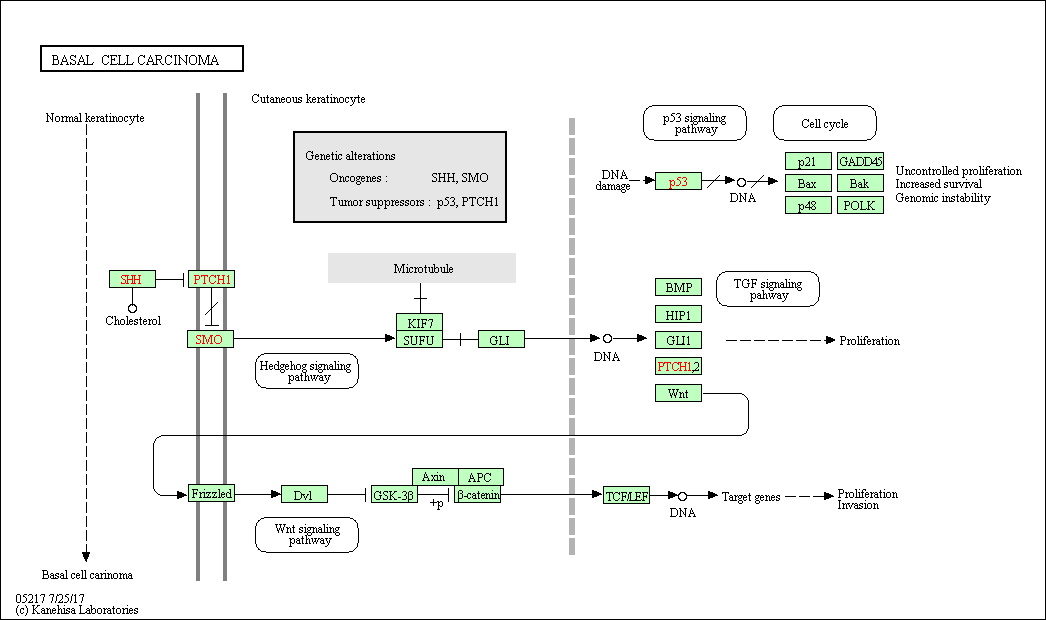 BASAL CELL CARCINOMA
Cutaneous keratinocyte
Normal keratinocyte
p53 signaling
pathway
Cell cycle
Genetic alterations
Oncogenes : SHH, SMO
Tumor suppressors : p53, PTCH1
DNA
damage
p53
DNA
p21
GADD45
Bax
Bak
p48
POLK
Uncontrolled proliferation
Increased survival
Genomic instability
SHH
PTCH1
Cholesterol
SMO
Microtubule
KIF7
SUFU
GLI
Hedgehog signaling
pathway
DNA
BMP
HIP1
GLI1
PTCH1,2
Wnt
TGF signaling
pahway
Proliferation
Frizzled
Dvl
GSK-3β
Axin
APC
β-catenin
+p
Wnt signaling
pathway
TCF/LEF
DNA
Target genes
Proliferation
Invasion
Basal cell carinoma
05217 7/25/17
(c) Kanehisa Laboratories